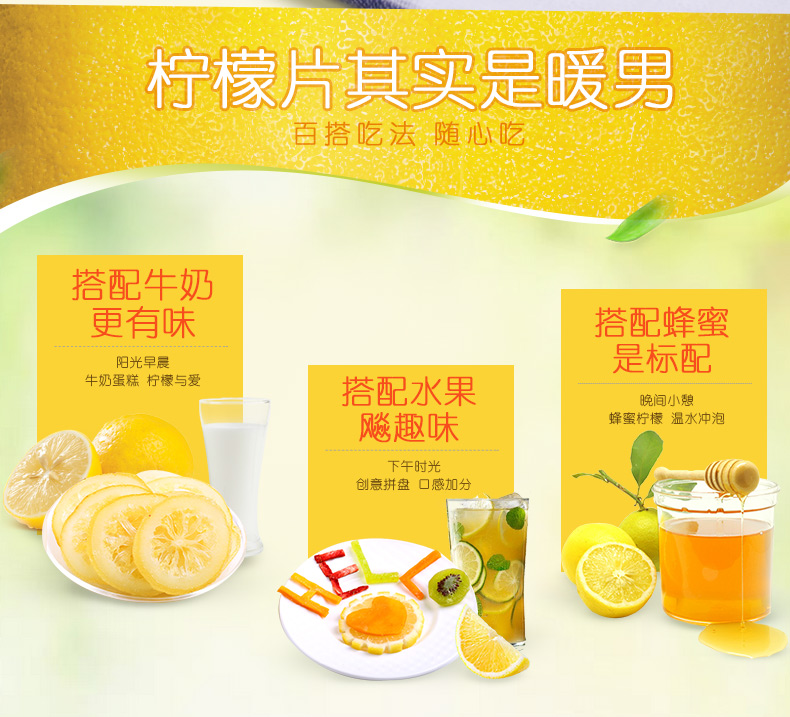 柠檬片其实是暖男
百搭吃法 随心吃
搭配牛奶
更有味
阳光早晨
牛奶蛋糕 柠檬与爱
搭配水果
飚趣味
下午时光
创意拼盘 口感加分
HELLO
搭配蜂蜜
是标配
晚间小憩
蜂蜜柠檬 温水冲泡